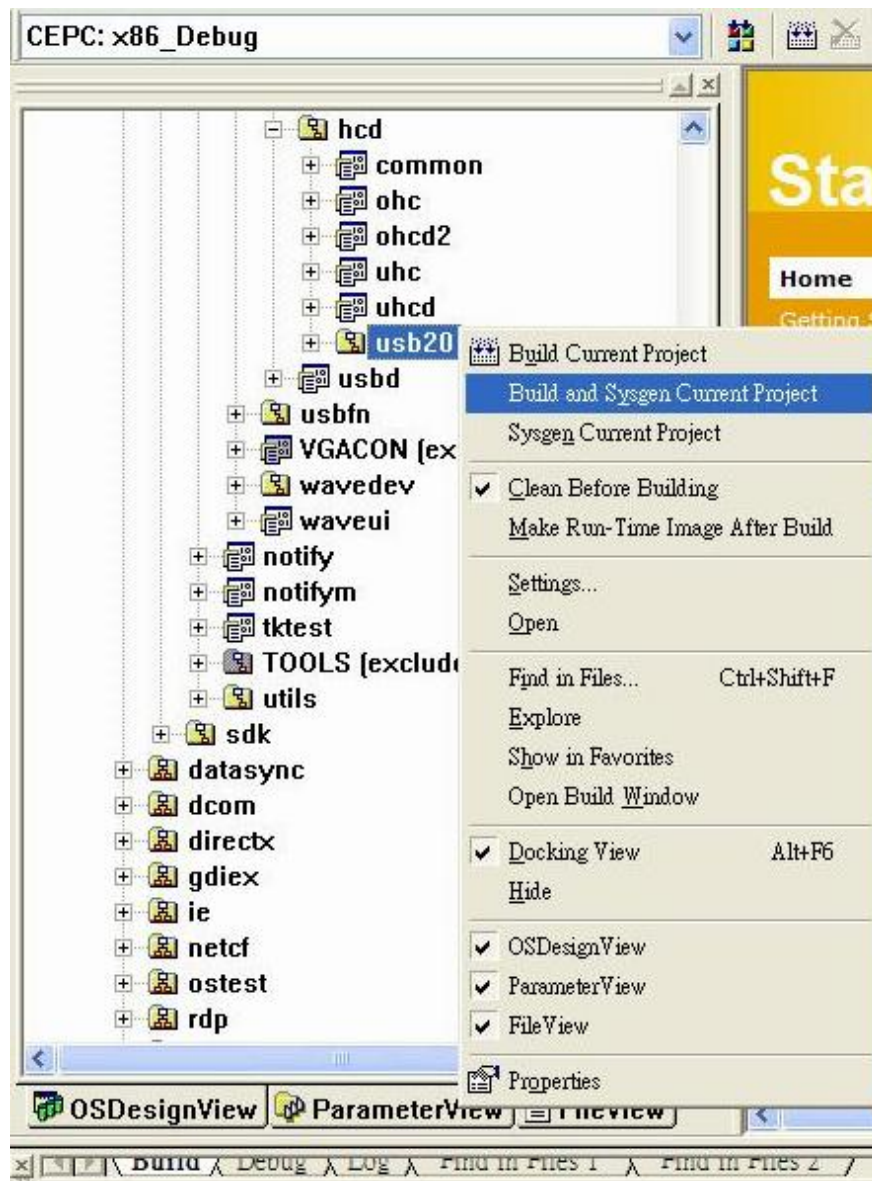 CEPC: x86_Debug
hcd
common
ohc
ohcd2
uhc
uhcd
usb20
usbd
usbfn
VGACON (ex
wavedev
waveui
notify
notifym
tktest
TOOLS (exclude
utils
sdk
datasync
dcom
directx
gdiex
ie
netcf
ostest
rdp
Sta
Home
Getting S
Build Current Project
Build and Sysgen Current Project
Sysgen Current Project
Clean Before Building
Make Run-Time Image After Build
Settings...
Open
Find in Files... Ctrl+Shift+F
Explore
Show in Favorites
Open Build Window
Docking View Alt+F6
Hide
OSDesignView
ParameterView
FileView
Properties
OSDesignView ParameterView FileView
Build Debug Log Find in Files 1 Find in Files 2